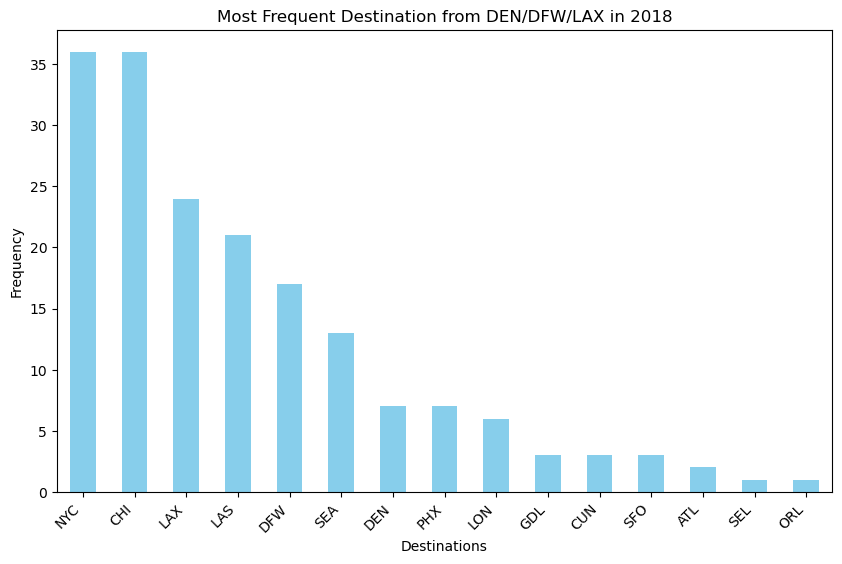 Most Frequent Destination from DEN/DFW/LAX in 2018
35
30
25
20
15
10
5
0
Frequency
NYC
CHI
LAX
LAS
DFW
SEA
DEN
PHX
LON
GDL
CUN
SFO
ATL
SEL
ORL
Destinations